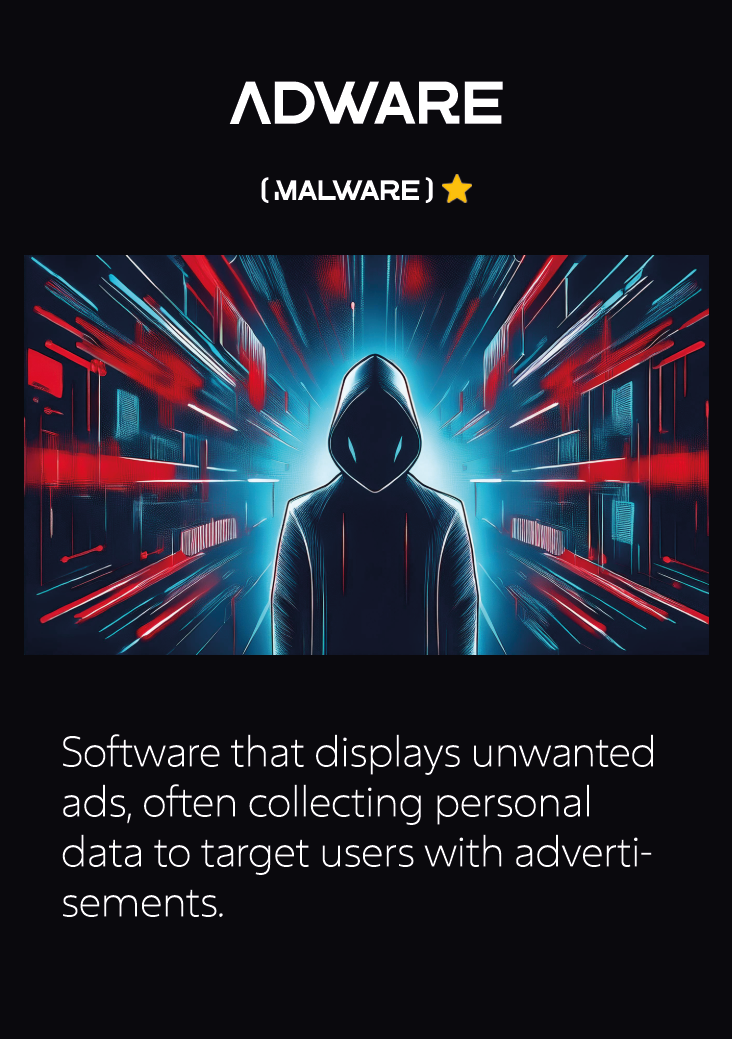 ADWARE
(MALWARE)
Software that displays unwanted
ads, often collecting personal
data to target users with adverti-
sements.